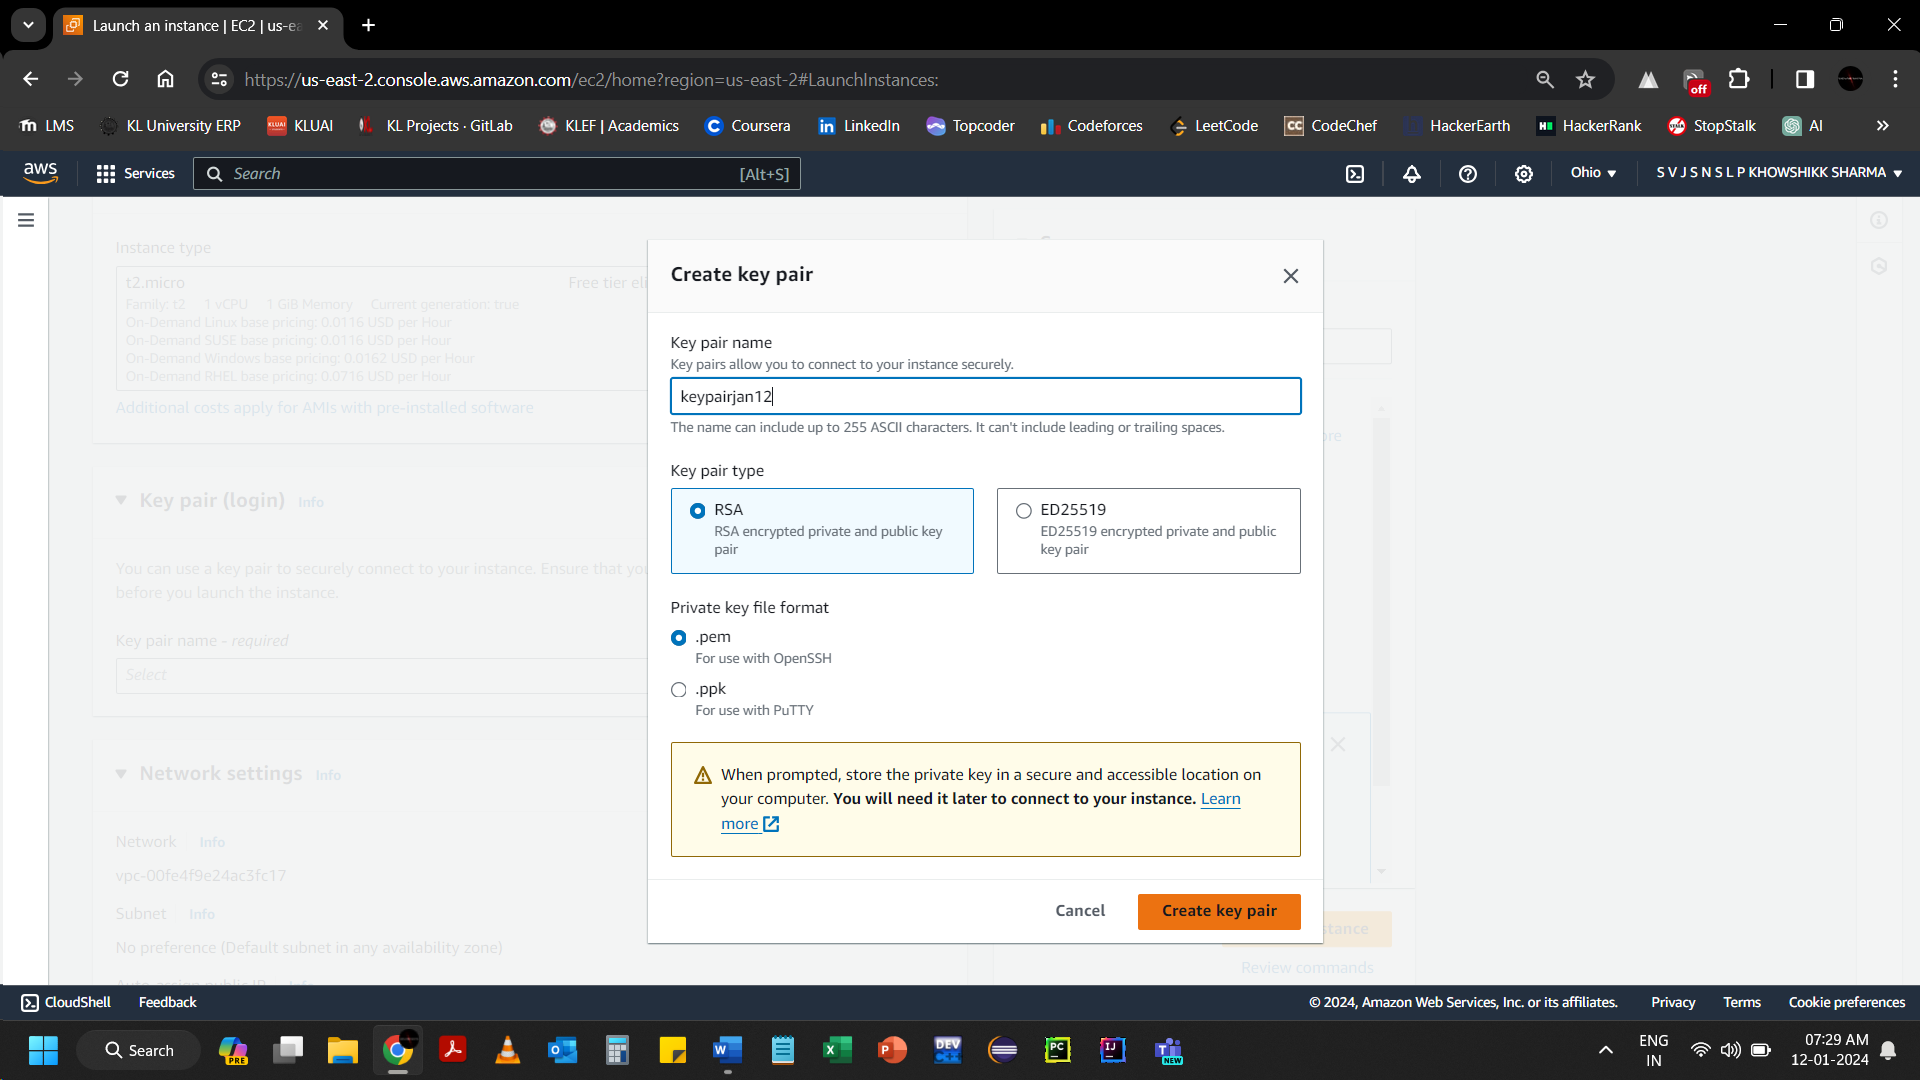 Launch an instance | EC2 | us-ea
https://us-east-2.console.aws.amazon.com/ec2/home?region=us-east-2#LaunchInstances:
off
LMS
KL University ERP
KLUAI
KL Projects · GitLab
KLEF | Academics
Coursera
LinkedIn
Topcoder
Codeforces
LeetCode
CodeChef
HackerEarth
HackerRank
StopStalk
AI
aws
Services
Search
[Alt+S]
Ohio
S V J S N S L P KHOWSHIKK SHARMA
Instance type
t2.micro
Free tier eli
Family: t2 1 vCPU 1 GiB Memory Current generation: true
On-Demand Linux base pricing: 0.0116 USD per Hour
On-Demand SUSE base pricing: 0.0116 USD per Hour
On-Demand Windows base pricing: 0.0162 USD per Hour
On-Demand RHEL base pricing: 0.0716 USD per Hour
Additional costs apply for AMIs with pre-installed software
Key pair (login) Info
You can use a key pair to securely connect to your instance. Ensure that you
before you launch the instance.
Key pair name - required
Select
Network settings Info
Network Info
vpc-00fe4f9e24ac3fc17
Subnet Info
No preference (Default subnet in any availability zone)
Create key pair
Key pair name
Key pairs allow you to connect to your instance securely.
keypairjan12
The name can include up to 255 ASCII characters. It can't include leading or trailing spaces.
Key pair type
RSA
RSA encrypted private and public key
pair
ED25519
ED25519 encrypted private and public
key pair
Private key file format
.pem
For use with OpenSSH
.ppk
For use with PuTTY
When prompted, store the private key in a secure and accessible location on
your computer. You will need it later to connect to your instance. Learn
more
Cancel
Create key pair
Review commands
CloudShell
Feedback
© 2024, Amazon Web Services, Inc. or its affiliates.
Privacy
Terms
Cookie preferences
Search
ENG
IN
07:29 AM
12-01-2024